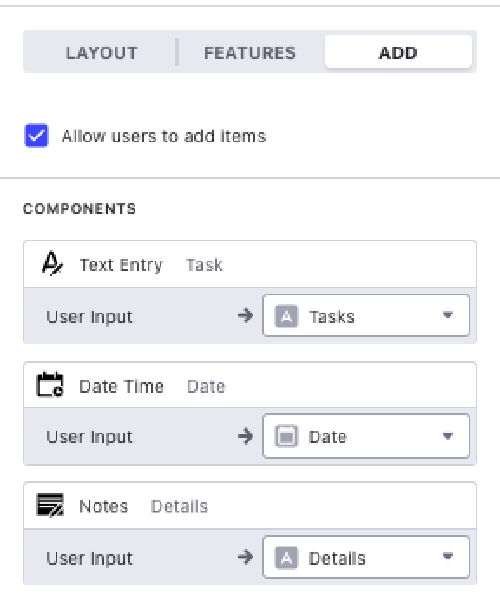 LAYOUT FEATURES ADD
Allow users to add items
COMPONENTS
Text Entry Task
User Input A Tasks
Date Time Date
User Input Date
Notes Details
User Input A Details